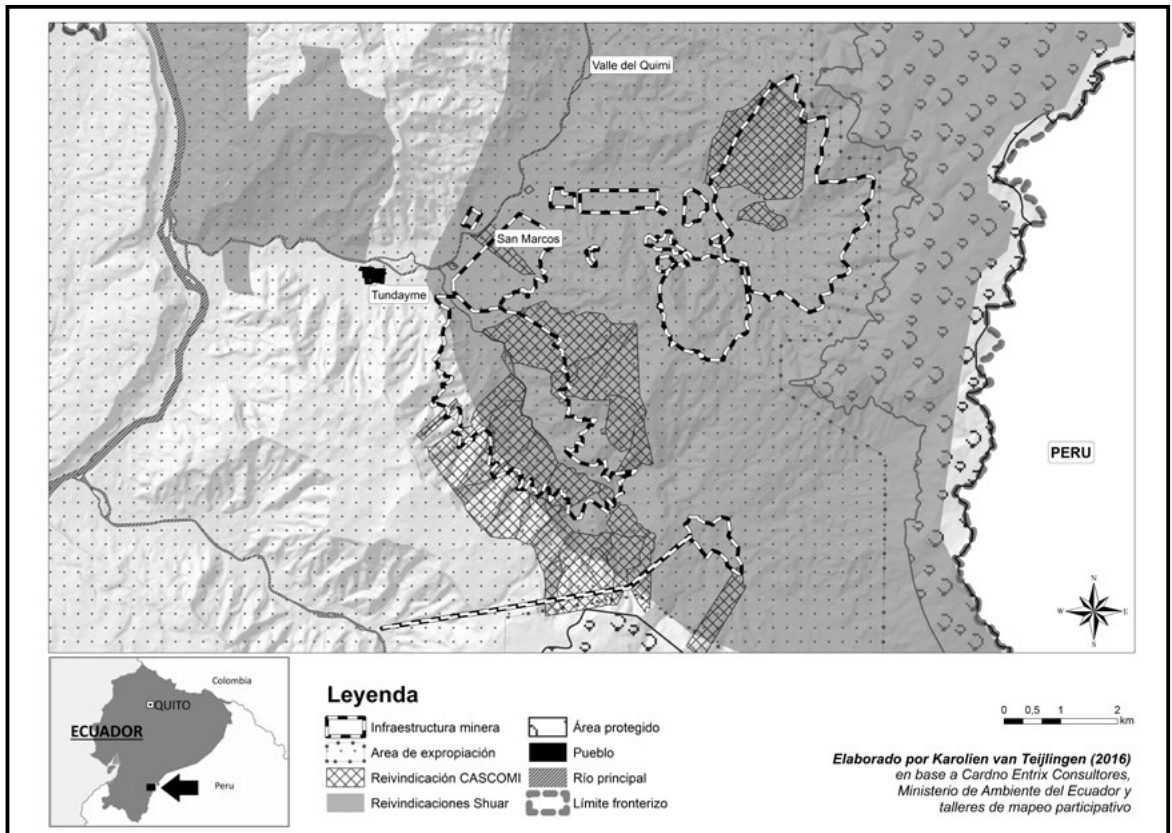 Valle del Quimi
San Marcos
Tundayme
PERU
N
W E
S
Colombia
QUITO
ECUADOR
Peru
Leyenda
Infraestructura minera
Area de expropiación
Reivindicación CASCOMI
Reivindicaciones Shuar
Área protegido
Pueblo
Río principal
Límite fronterizo
0 0,5 1 2
km
Elaborado por Karolien van Teijlingen (2016)
en base a Cardno Entrix Consultores,
Ministerio de Ambiente del Ecuador y
talleres de mapeo participativo